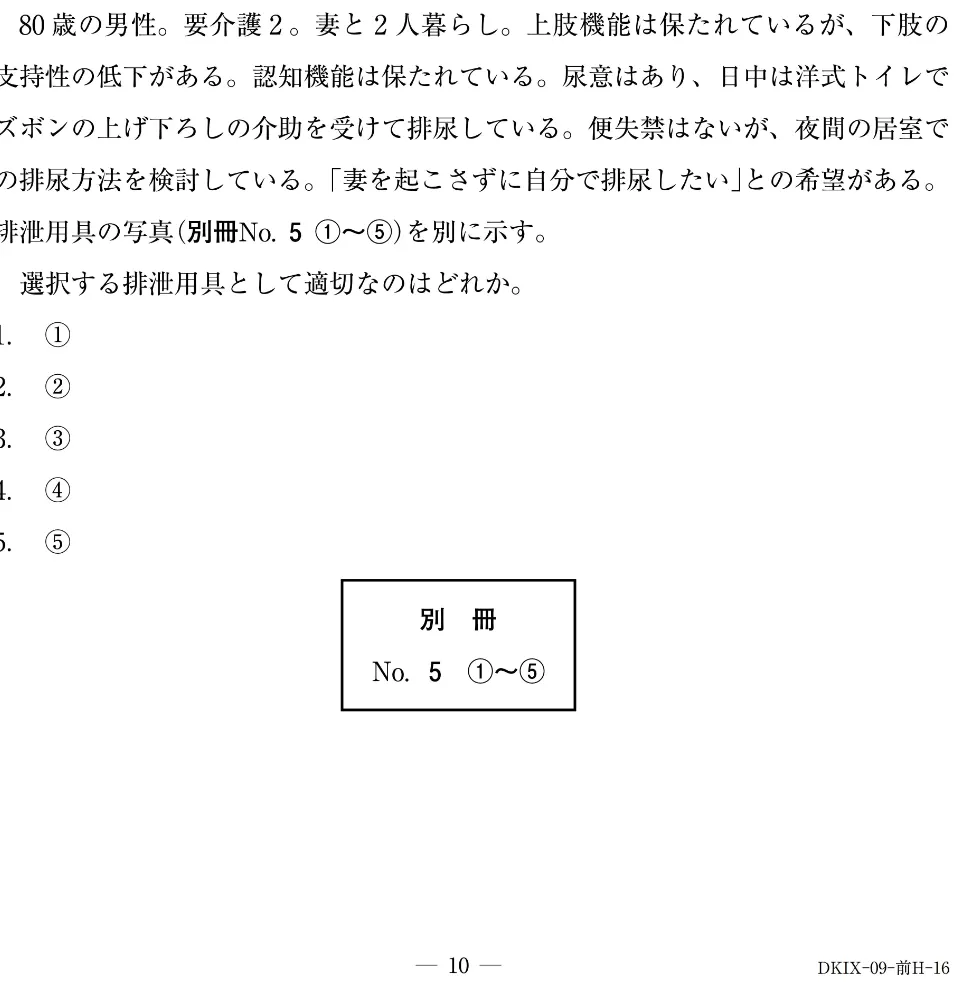 80歳の男性。要介護2。妻と2人暮らし。上肢機能は保たれているが、下肢の
支持性の低下がある。認知機能は保たれている。尿意はあり、日中は洋式トイレで
ズボンの上げ下ろしの介助を受けて排尿している。便失禁はないが、夜間の居室で
の排尿方法を検討している。「妻を起こさずに自分で排尿したい」との希望がある。
排泄用具の写真(別冊No. 5 ①〜⑤)を別に示す。
選択する排泄用具として適切なのはどれか。
1. ①
2. ②
3. ③
4. ④
5. ⑤
別 冊
No. 5 ①〜⑤
— 10 —
DKIX-09-前H-16